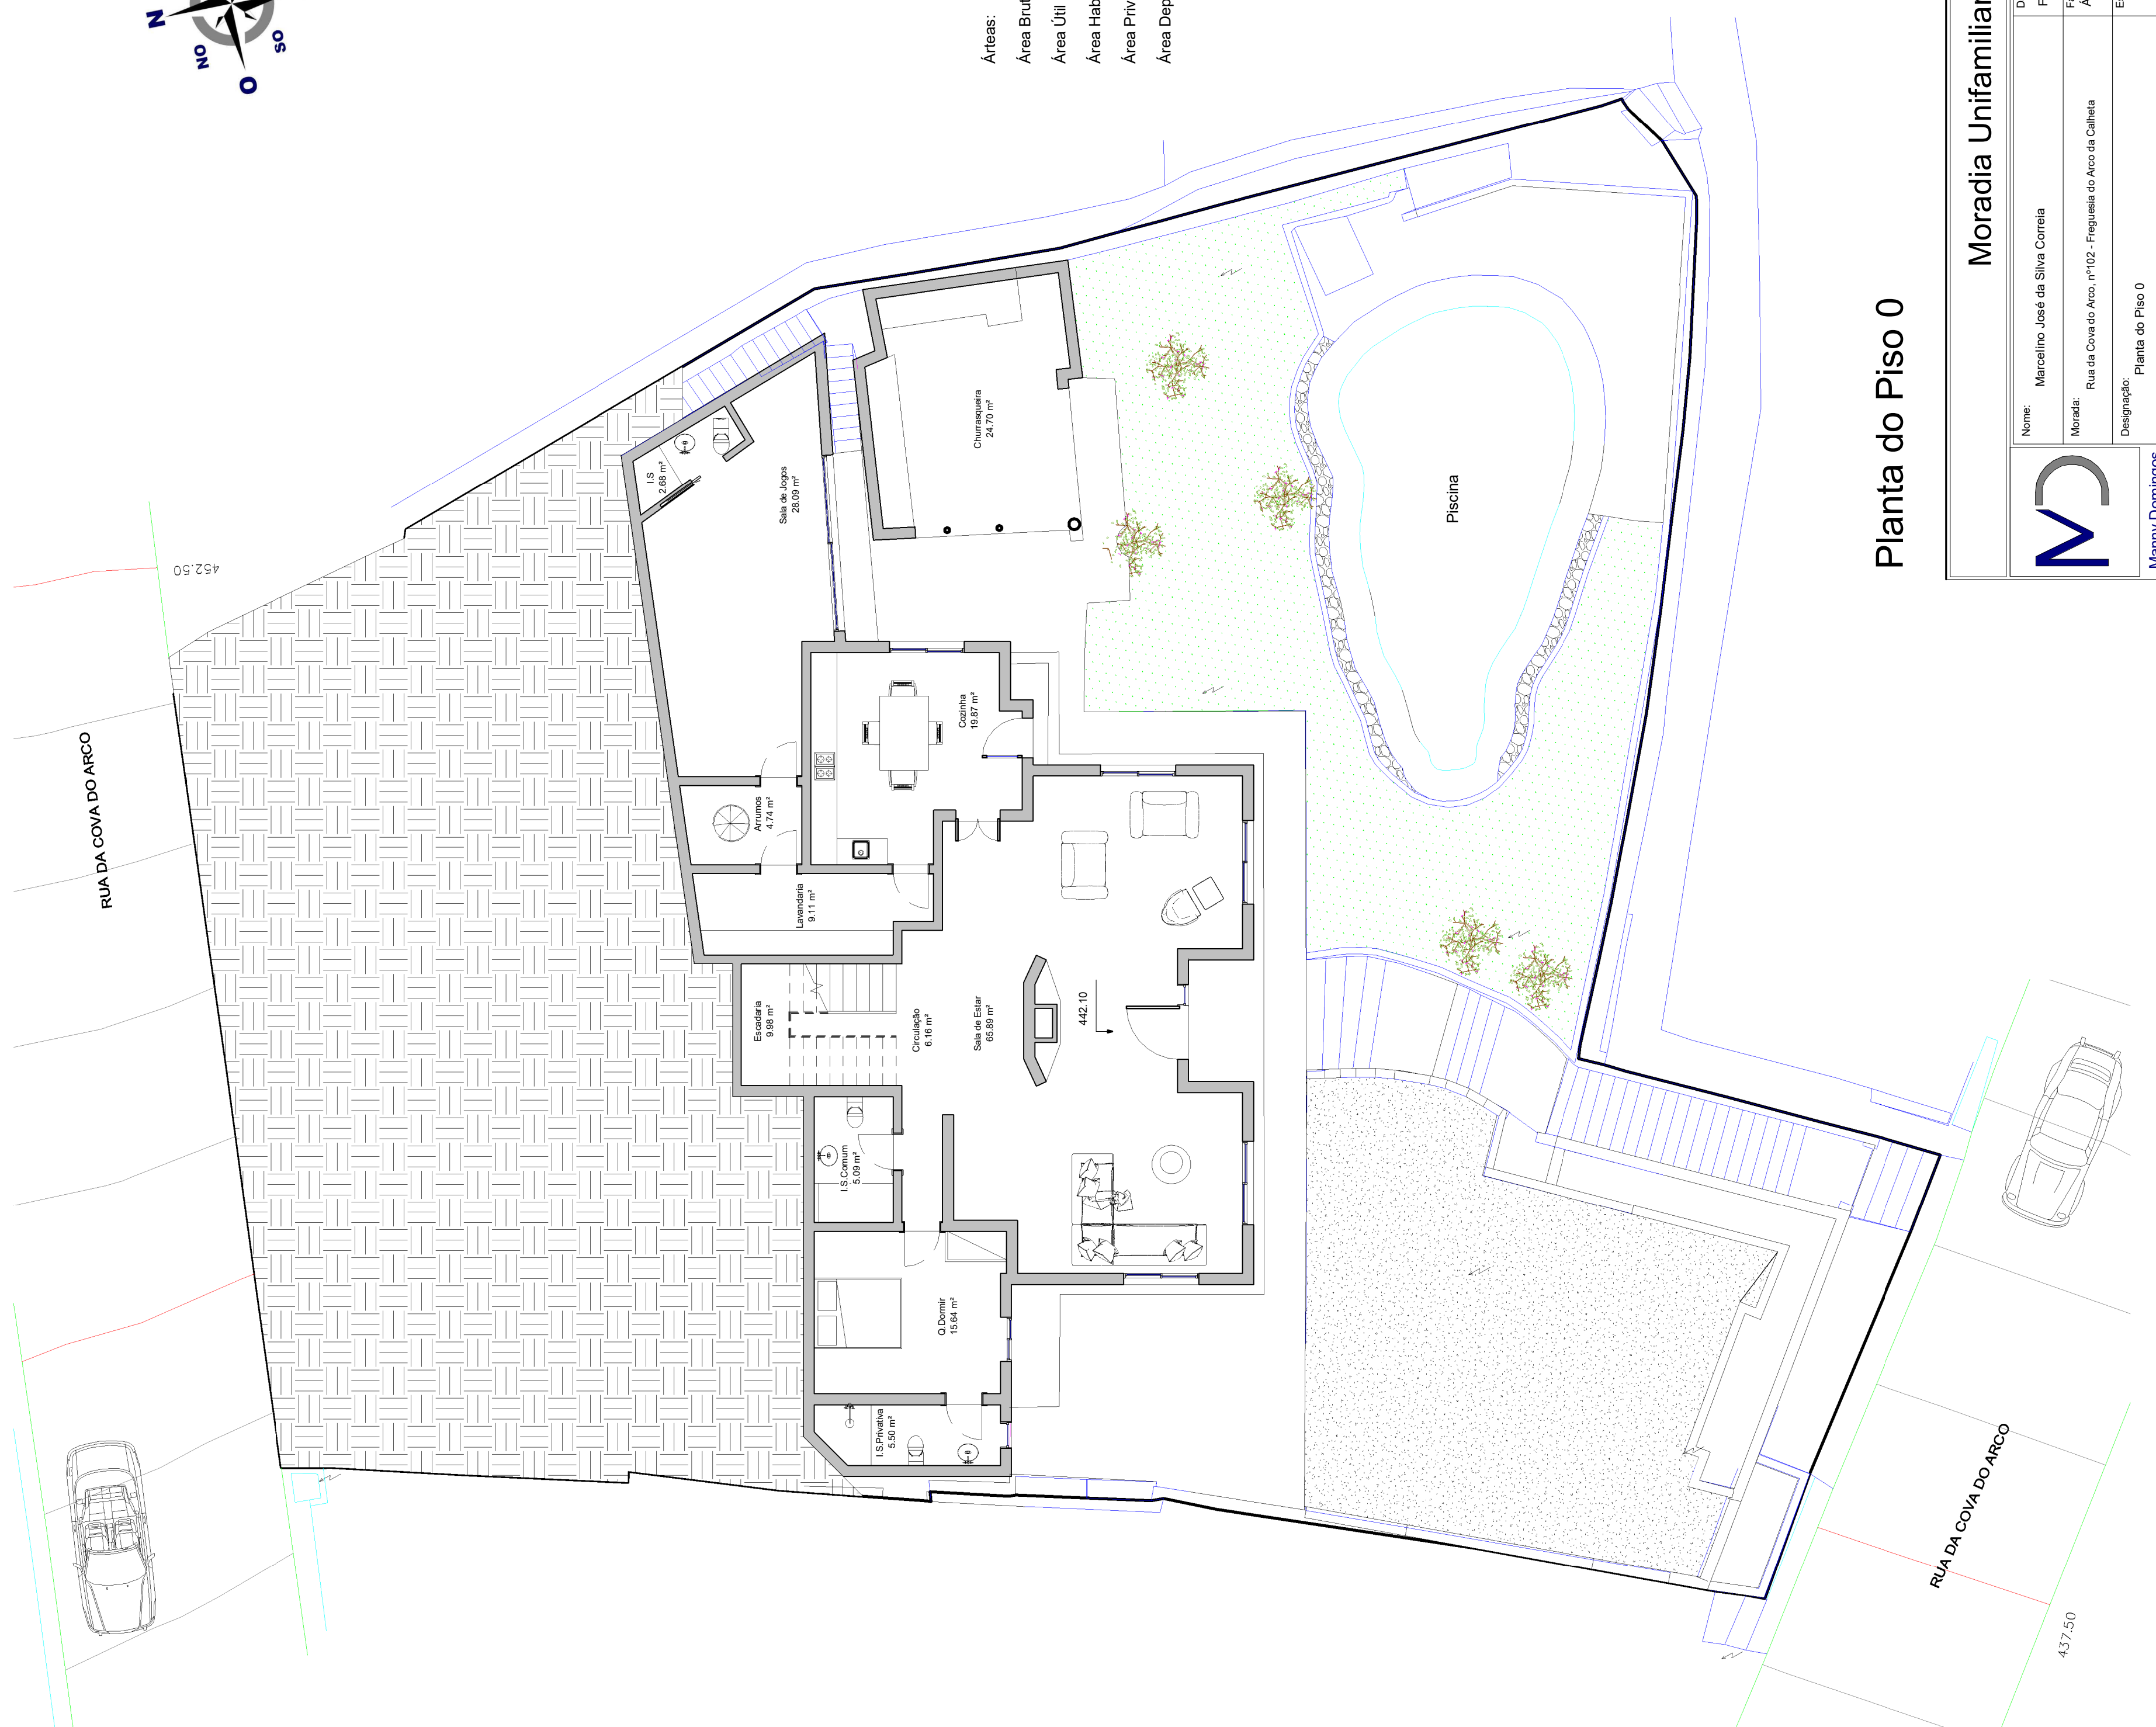 N
NO
O
SO
Árteas:
Área Brut
Área Útil
Área Hab
Área Priv
Área Dep
RUA DA COVA DO ARCO
452.50
I.S
2.68 m²
Sala de Jogos
28.09 m²
Churrasqueira
24.70 m²
Cozinha
19.87 m²
Arrumos
4.74 m²
Lavandaria
9.11 m²
Escadaria
9.98 m²
Circulação
6.16 m²
Sala de Estar
65.89 m²
442.10
I.S.Comum
5.09 m²
Q.Dormir
15.64 m²
I.S.Privativa
5.50 m²
Piscina
RUA DA COVA DO ARCO
437.50
Planta do Piso 0
Moradia Unifamiliar
Nome:
Marcelino José da Silva Correia
Morada:
Rua da Cova do Arco, nº102 - Freguesia do Arco da Calheta
Designação:
Planta do Piso 0
MD
Manny Domingos